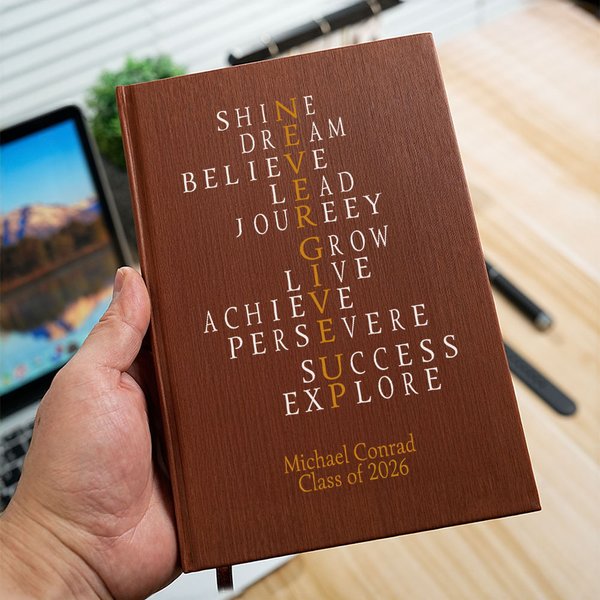 SHINE
DREAM
BELIEVE
LEAD
JOUREEY
GROW
LIVE
ACHIEVE
PERSEVERE
SUCCESS
EXPLORE
Michael Conrad
Class of 2026